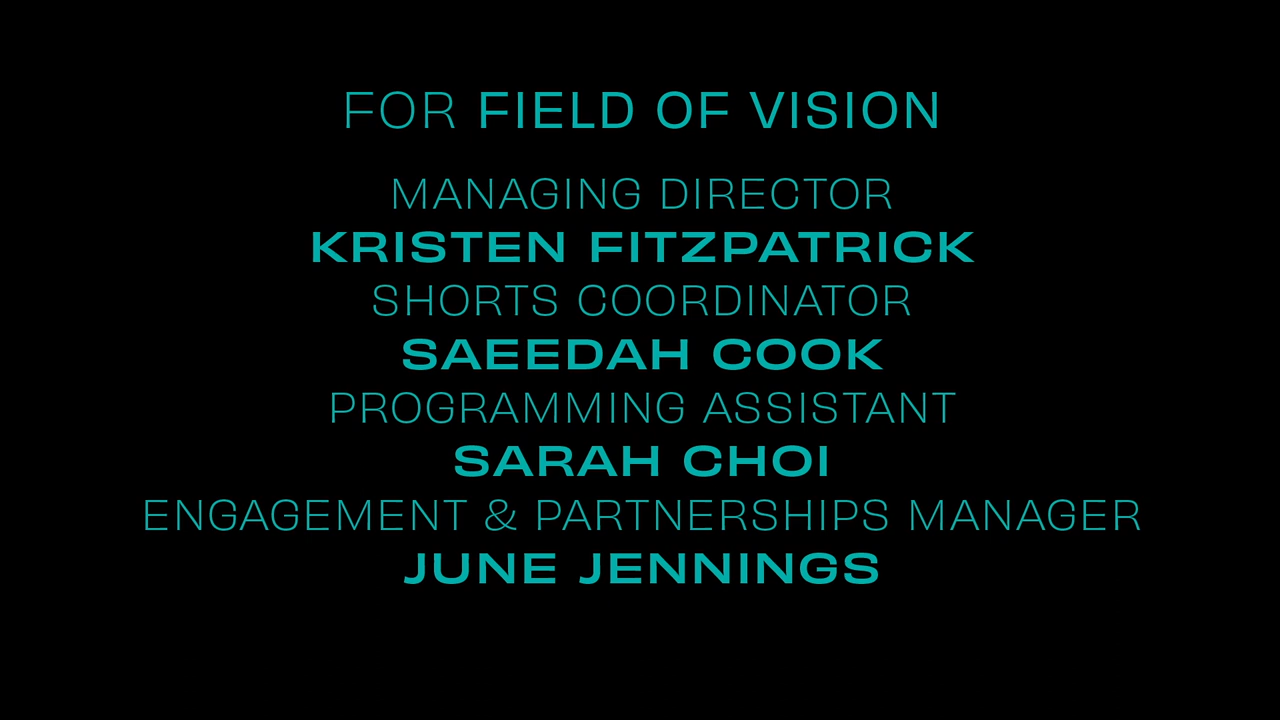 FOR FIELD OF VISION
MANAGING DIRECTOR
KRISTEN FITZPATRICK
SHORTS COORDINATOR
SAEEDAH COOK
PROGRAMMING ASSISTANT
SARAH CHOI
ENGAGEMENT & PARTNERSHIPS MANAGER
JUNE JENNINGS